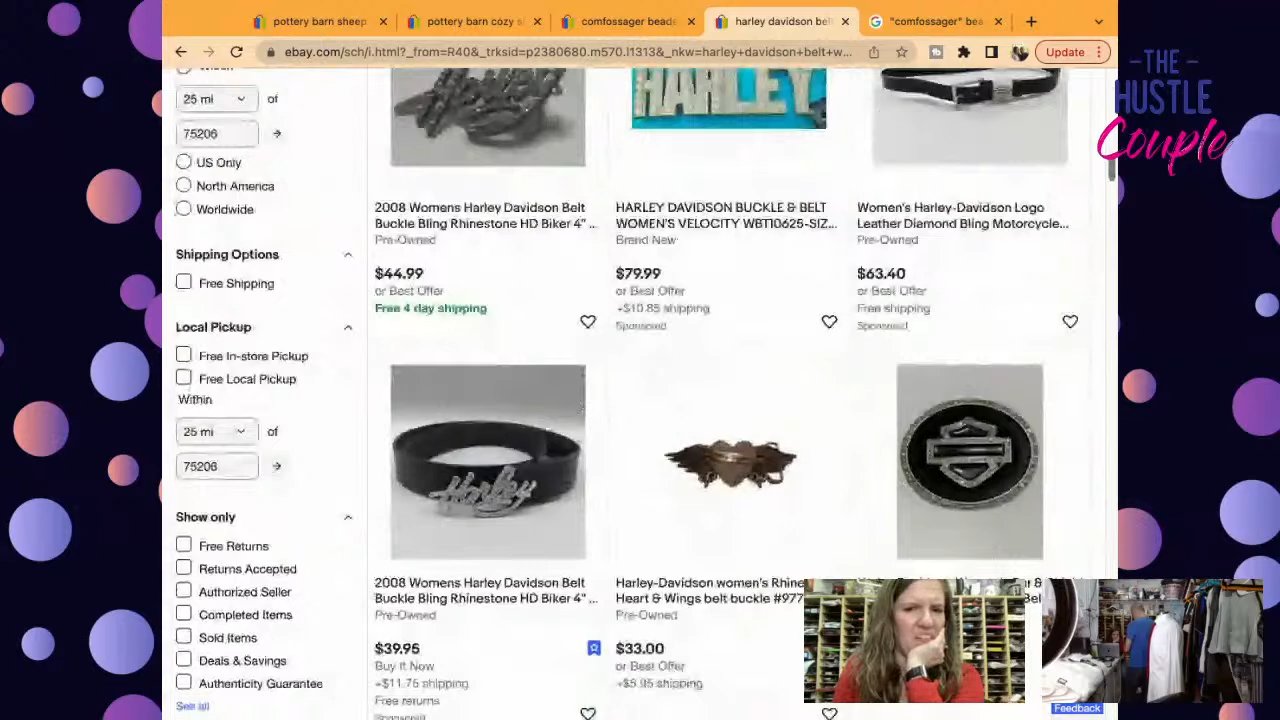 pottery barn sheep
pottery barn cozy s
comfossager bead
harley davidson bel
"comfossager" bea
ebay.com/sch/i.html?_from=R40&_trksid=p2380680.m570.l1313&_nkw=harley+davidson+belt+w...
Update
THE
HUSTLE
Couple
25 mi
of
75206
US Only
North America
Worldwide
Shipping Options
Free Shipping
Local Pickup
Free In-store Pickup
Free Local Pickup
Within
25 mi
of
75206
Show only
Free Returns
Returns Accepted
Authorized Seller
Completed Items
Sold Items
Deals & Savings
Authenticity Guarantee
See all
HARLEY
2008 Womens Harley Davidson Belt
Buckle Bling Rhinestone HD Biker 4" ...
Pre-Owned
$44.99
or Best Offer
Free 4 day shipping
HARLEY DAVIDSON BUCKLE & BELT
WOMEN'S VELOCITY WBT10625-SIZ...
Brand New
$79.99
or Best Offer
+$10.85 shipping
Sponsored
Women's Harley-Davidson Logo
Leather Diamond Bling Motorcycle...
Pre-Owned
$63.40
or Best Offer
Free shipping
Sponsored
Harley
2008 Womens Harley Davidson Belt
Buckle Bling Rhinestone HD Biker 4" ...
Pre-Owned
$39.95
Buy It Now
+$11.75 shipping
Free returns
Sponsored
Harley-Davidson women's Rhine
Heart & Wings belt buckle #977
Pre-Owned
$33.00
or Best Offer
+$5.95 shipping
Feedback